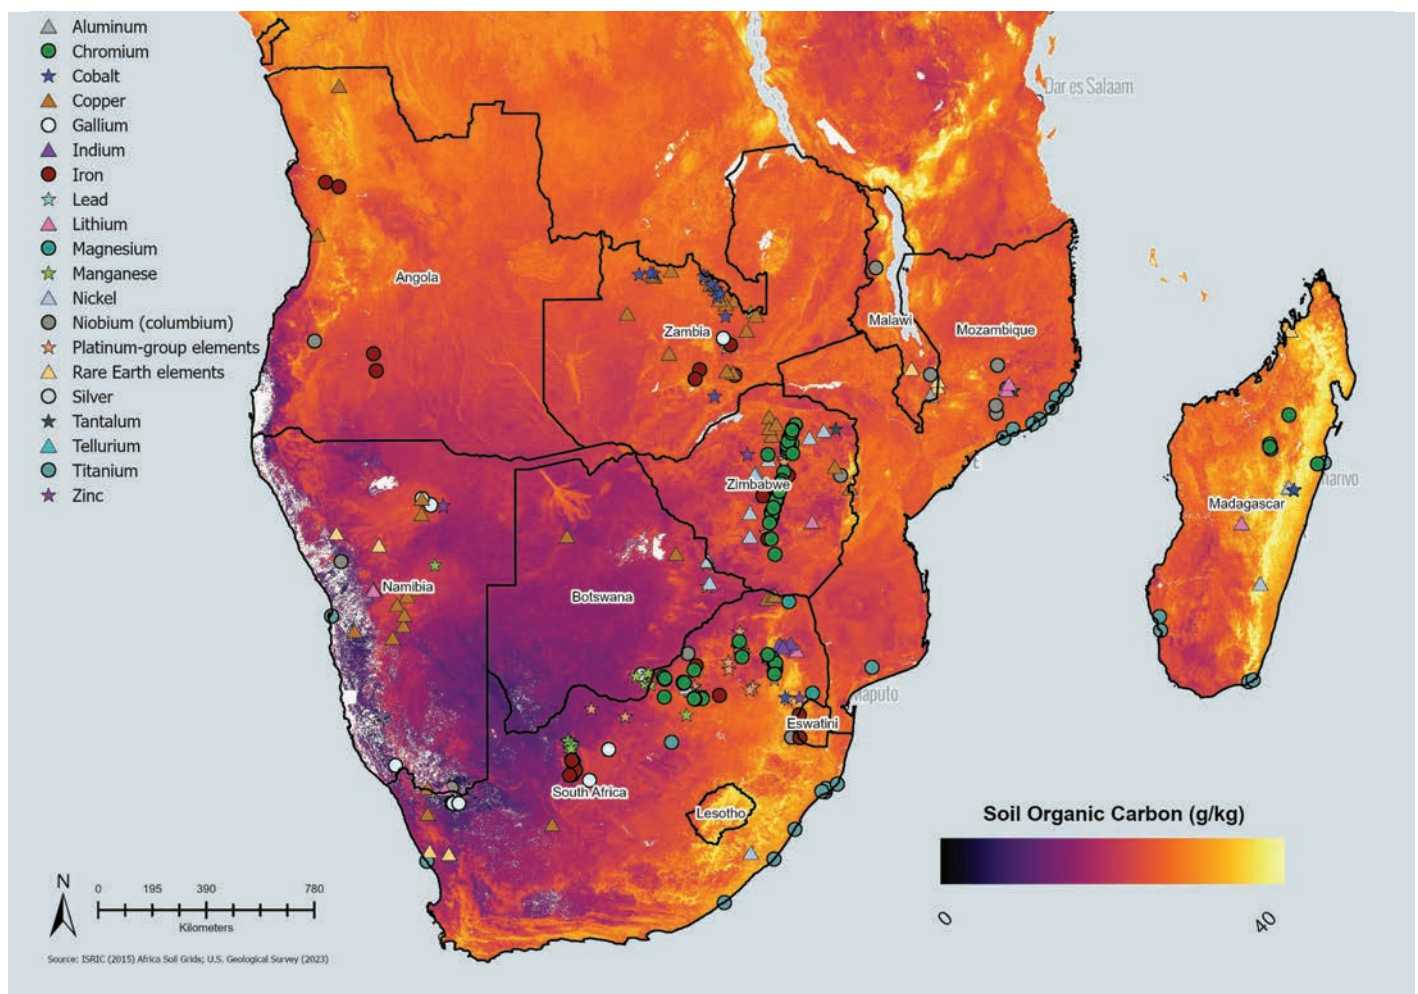 Aluminum
Chromium
Cobalt
Copper
Gallium
Indium
Iron
Lead
Lithium
Magnesium
Manganese
Nickel
Niobium (columbium)
Platinum-group elements
Rare Earth elements
Silver
Tantalum
Tellurium
Titanium
Zinc
Dar es Salaam
Angola
Zambia
Malawi
Mozambique
Zimbabwe
Madagascar
narivo
Namibia
Botswana
Maputo
Eswatini
South Africa
Lesotho
Soil Organic Carbon (g/kg)
0
40
N
0 195 390 780
Kilometers
Source: ISRIC (2015) Africa Soil Grids; U.S. Geological Survey (2023)